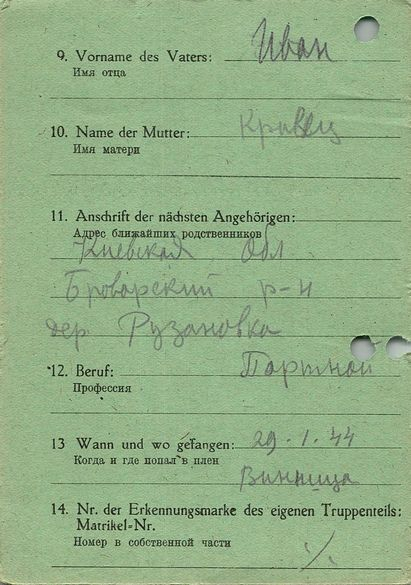 9. Vorname des Vaters: Иван
Имя отца
10. Name der Mutter: Кравец
Имя матери
11. Anschrift der nächsten Angehörigen:
Адрес ближайших родственников
Киевская Обл
Броварский р-н
дер. Рузановка
12. Beruf: Портной
Профессия
13 Wann und wo gefangen: 29.1.44
Когда и где попал в плен
Винница
14. Nr. der Erkennungsmarke des eigenen Truppenteils:
Matrikel-Nr.
Номер в собственной части